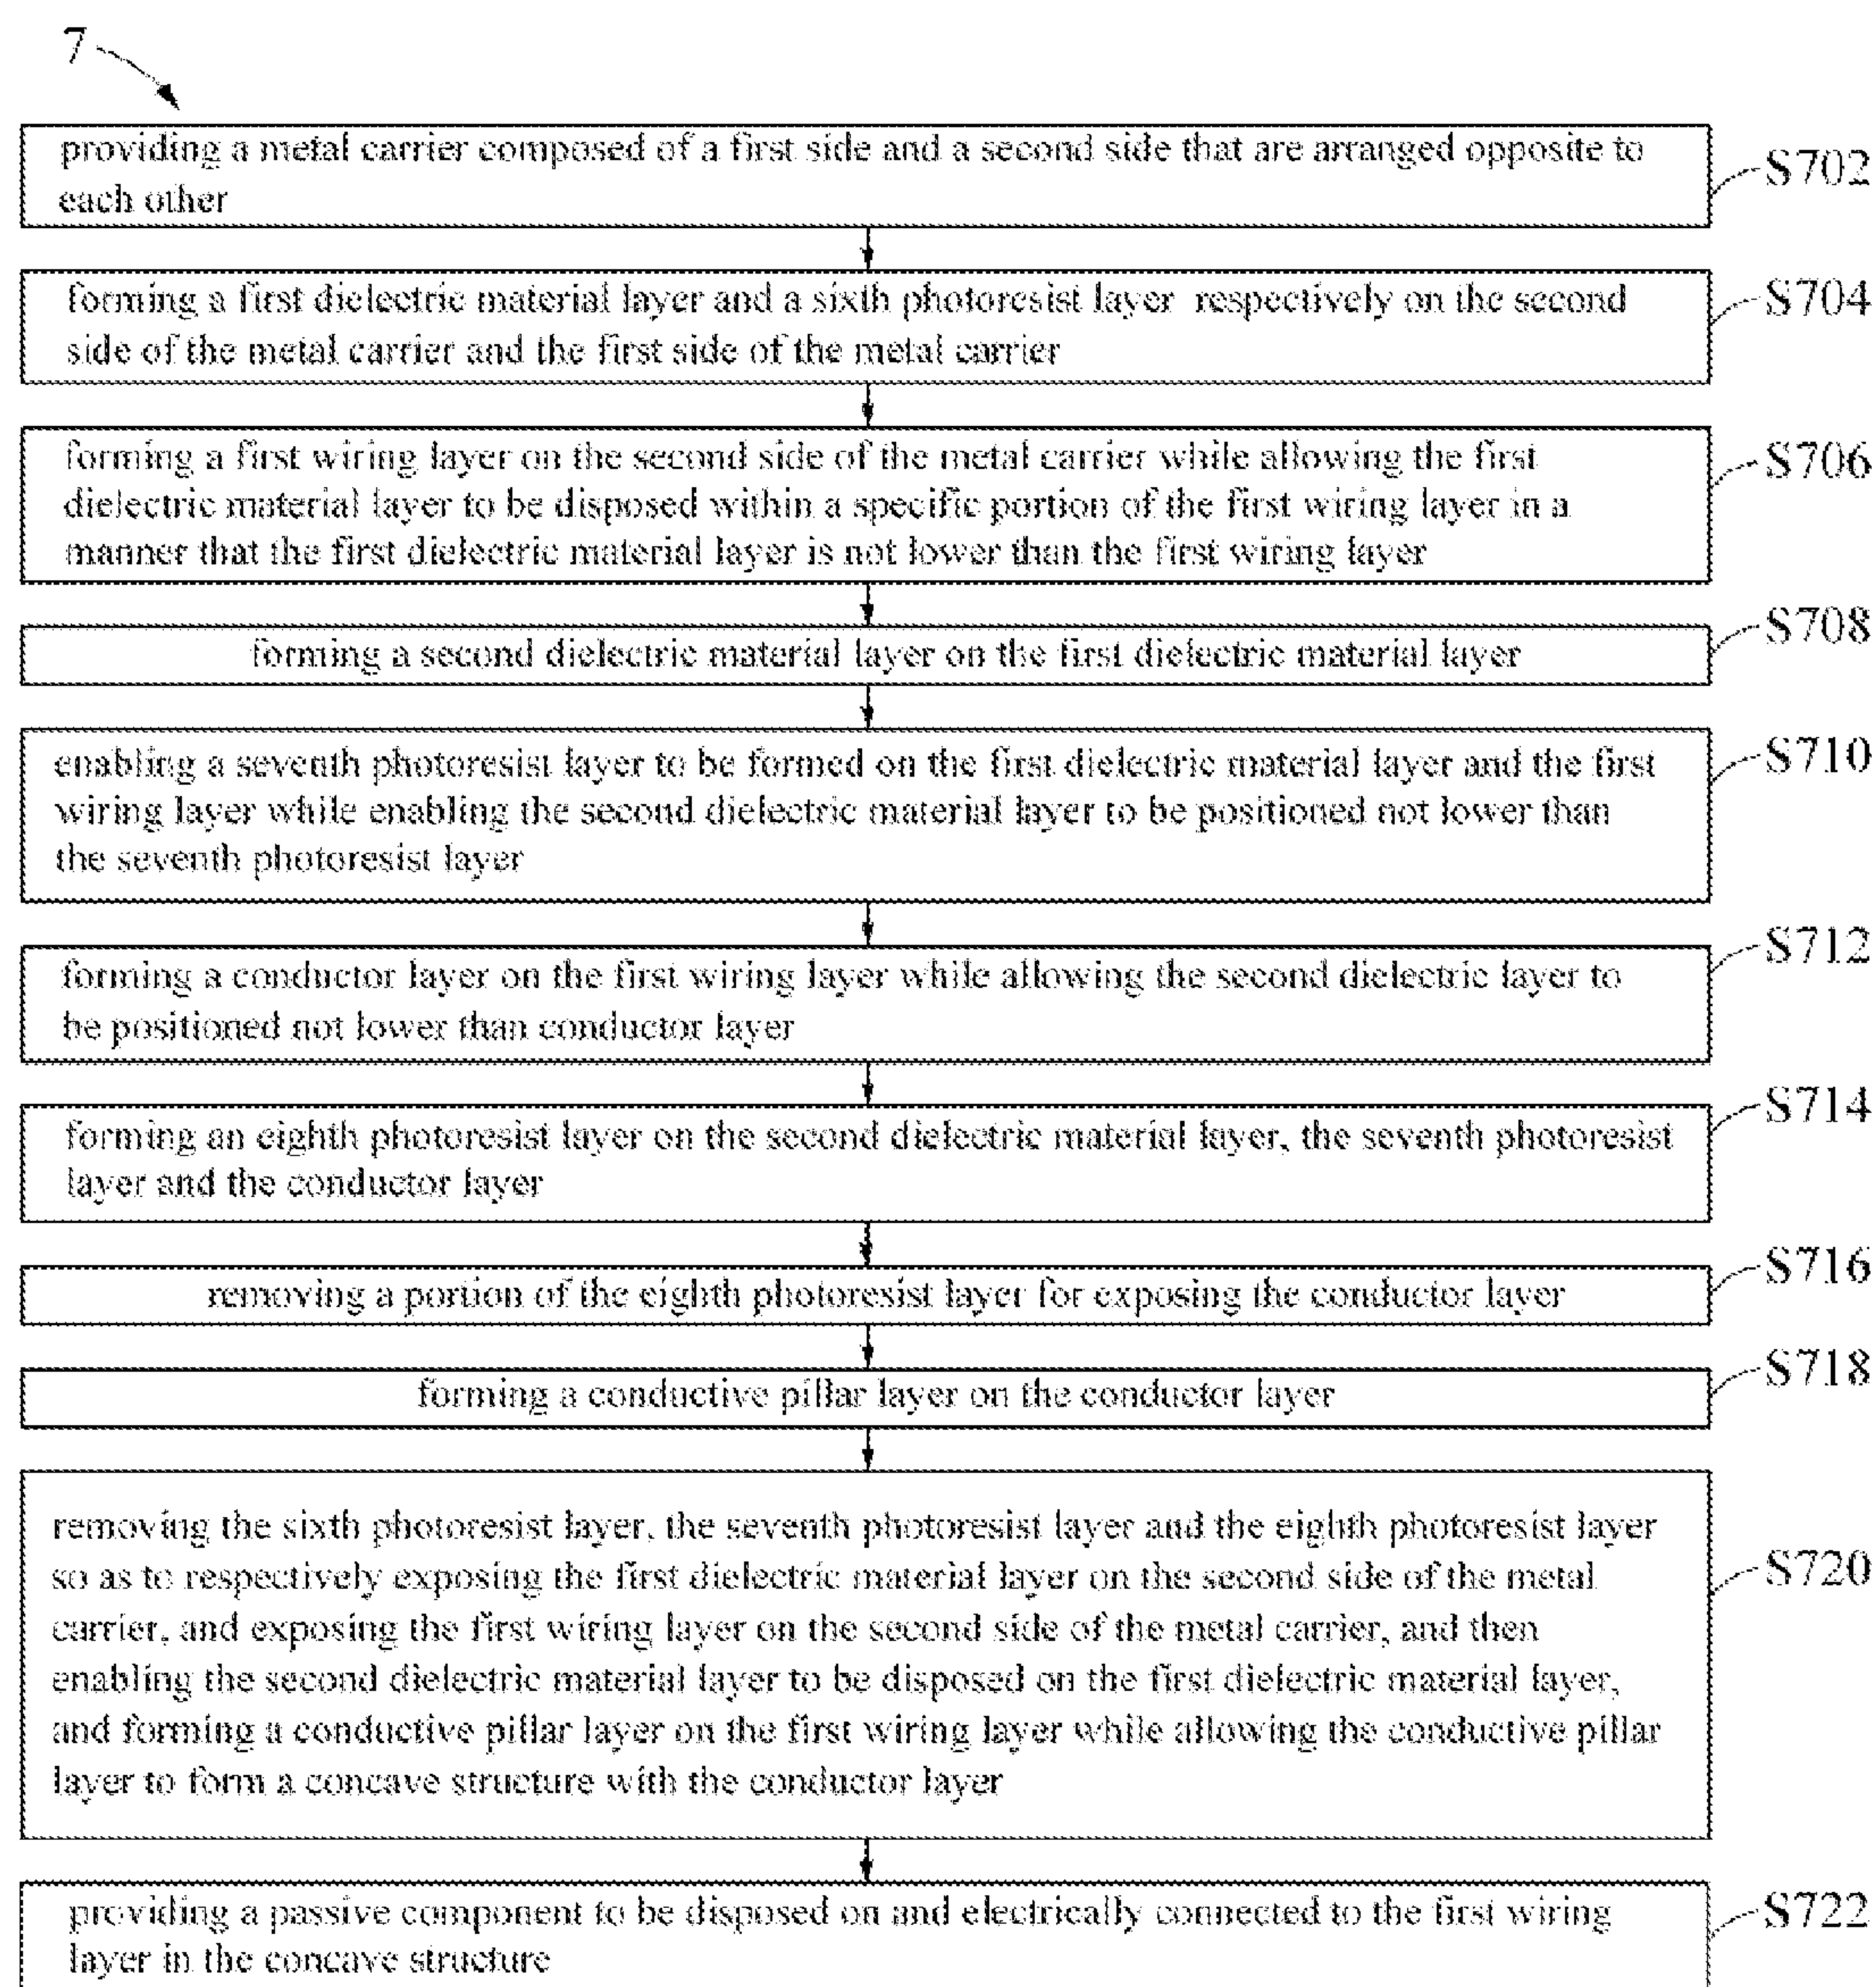 7
providing a metal carrier composed of a first side and a second side that are arranged opposite to
each other
S702
forming a first dielectric material layer and a sixth photoresist layer respectively on the second
side of the metal carrier and the first side of the metal carrier
S704
forming a first wiring layer on the second side of the metal carrier while allowing the first
dielectric material layer to be disposed within a specific portion of the first wiring layer in a
manner that the first dielectric material layer is not lower than the first wiring layer
S706
forming a second dielectric material layer on the first dielectric material layer
S708
enabling a seventh photoresist layer to be formed on the first dielectric material layer and the first
wiring layer while enabling the second dielectric material layer to be positioned not lower than
the seventh photoresist layer
S710
forming a conductor layer on the first wiring layer while allowing the second dielectric layer to
be positioned not lower than conductor layer
S712
forming an eighth photoresist layer on the second dielectric material layer, the seventh photoresist
layer and the conductor layer
S714
removing a portion of the eighth photoresist layer for exposing the conductor layer
S716
forming a conductive pillar layer on the conductor layer
S718
removing the sixth photoresist layer, the seventh photoresist layer and the eighth photoresist layer
so as to respectively exposing the first dielectric material layer on the second side of the metal
carrier, and exposing the first wiring layer on the second side of the metal carrier, and then
enabling the second dielectric material layer to be disposed on the first dielectric material layer,
and forming a conductive pillar layer on the first wiring layer while allowing the conductive pillar
layer to form a concave structure with the conductor layer
S720
providing a passive component to be disposed on and electrically connected to the first wiring
layer in the concave structure
S722